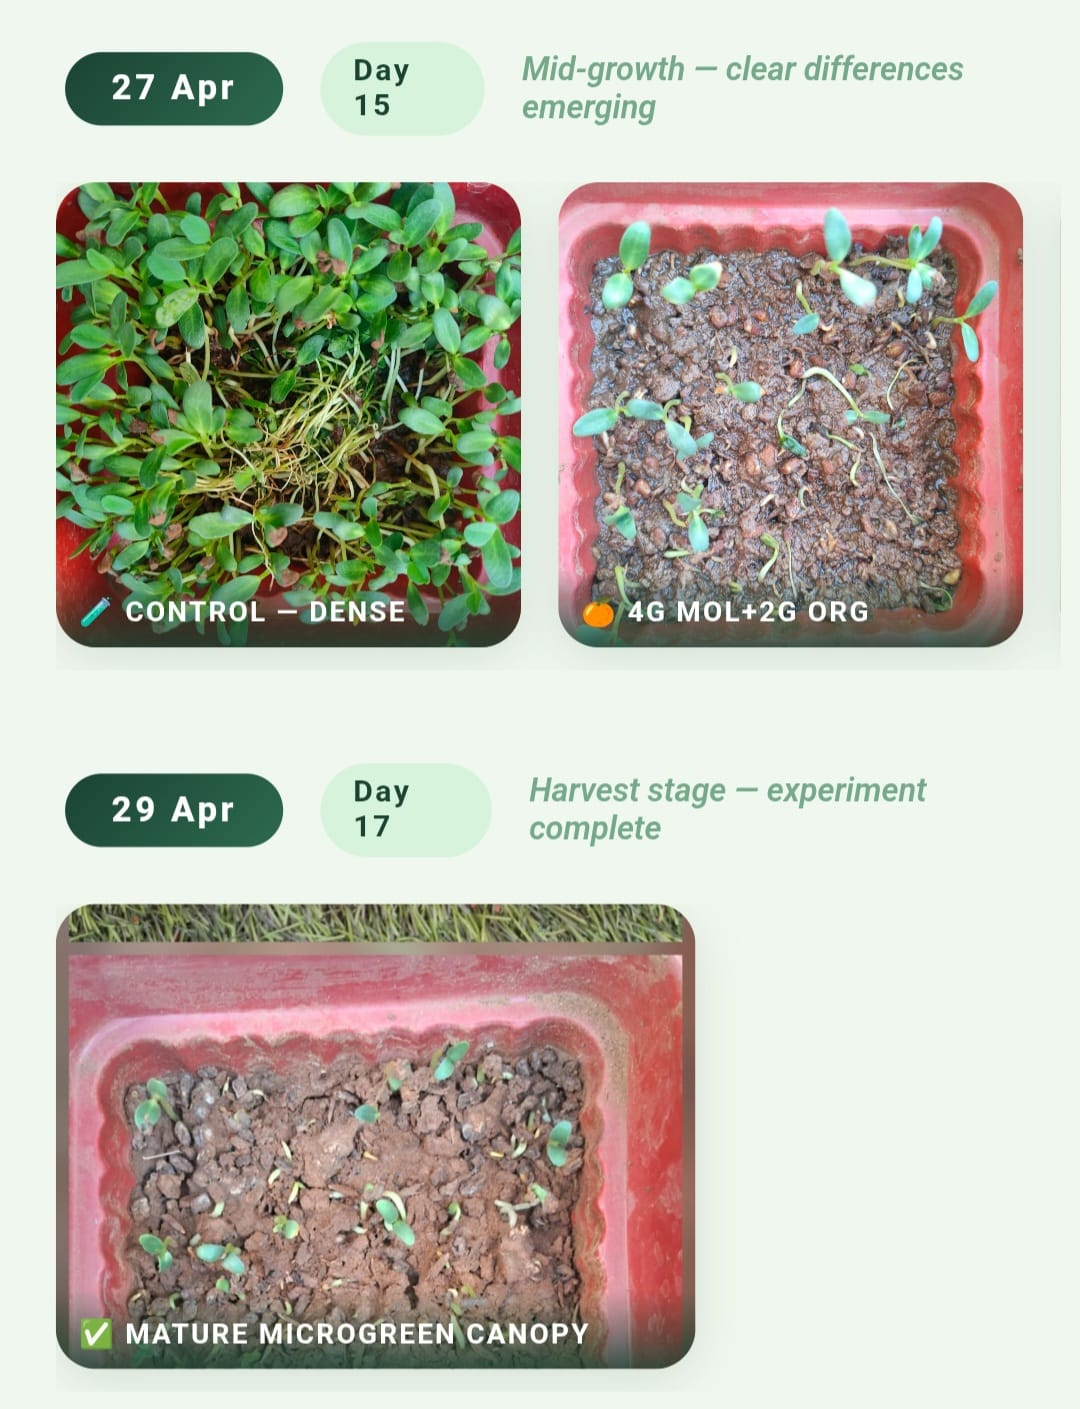 27 Apr
Day
15
Mid-growth — clear differences
emerging
🧪 CONTROL — DENSE
🍊 4G MOL+2G ORG
29 Apr
Day
17
Harvest stage — experiment
complete
✅ MATURE MICROGREEN CANOPY